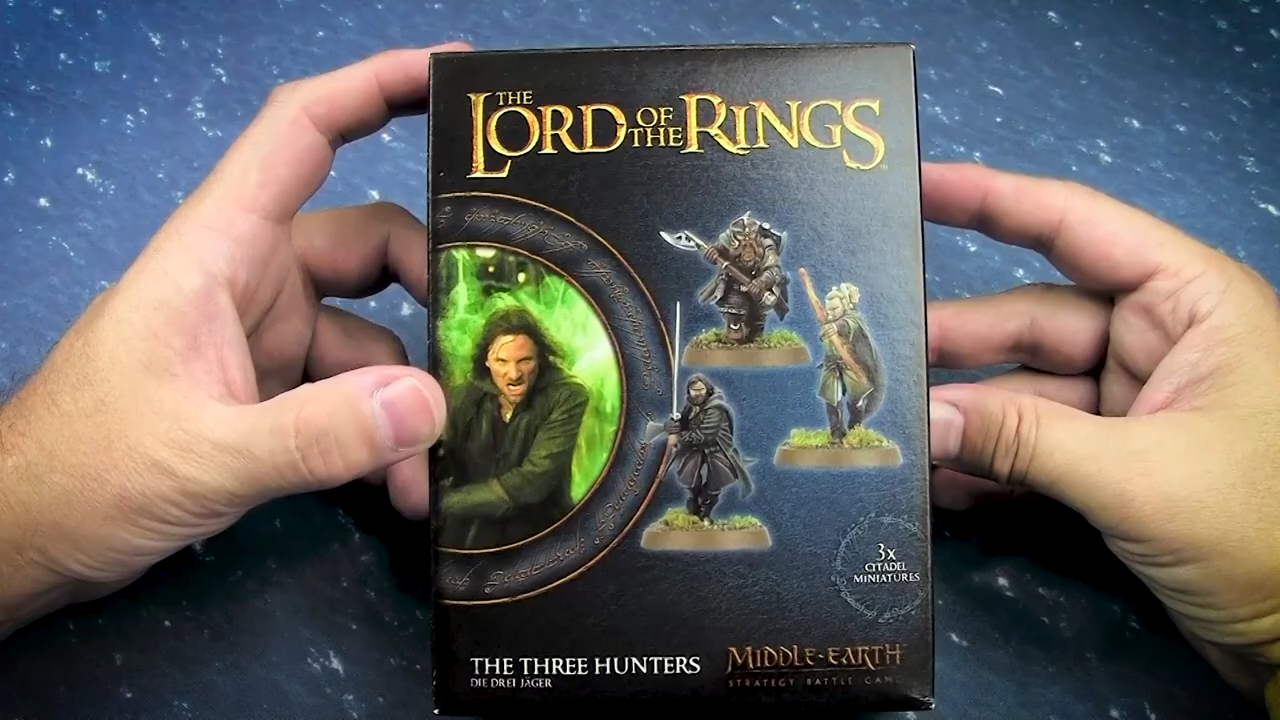 THE
LORD OF THE RINGS
3x
CITADEL
MINIATURES
THE THREE HUNTERS
DIE DREI JÄGER
MIDDLE-EARTH
STRATEGY BATTLE GAME